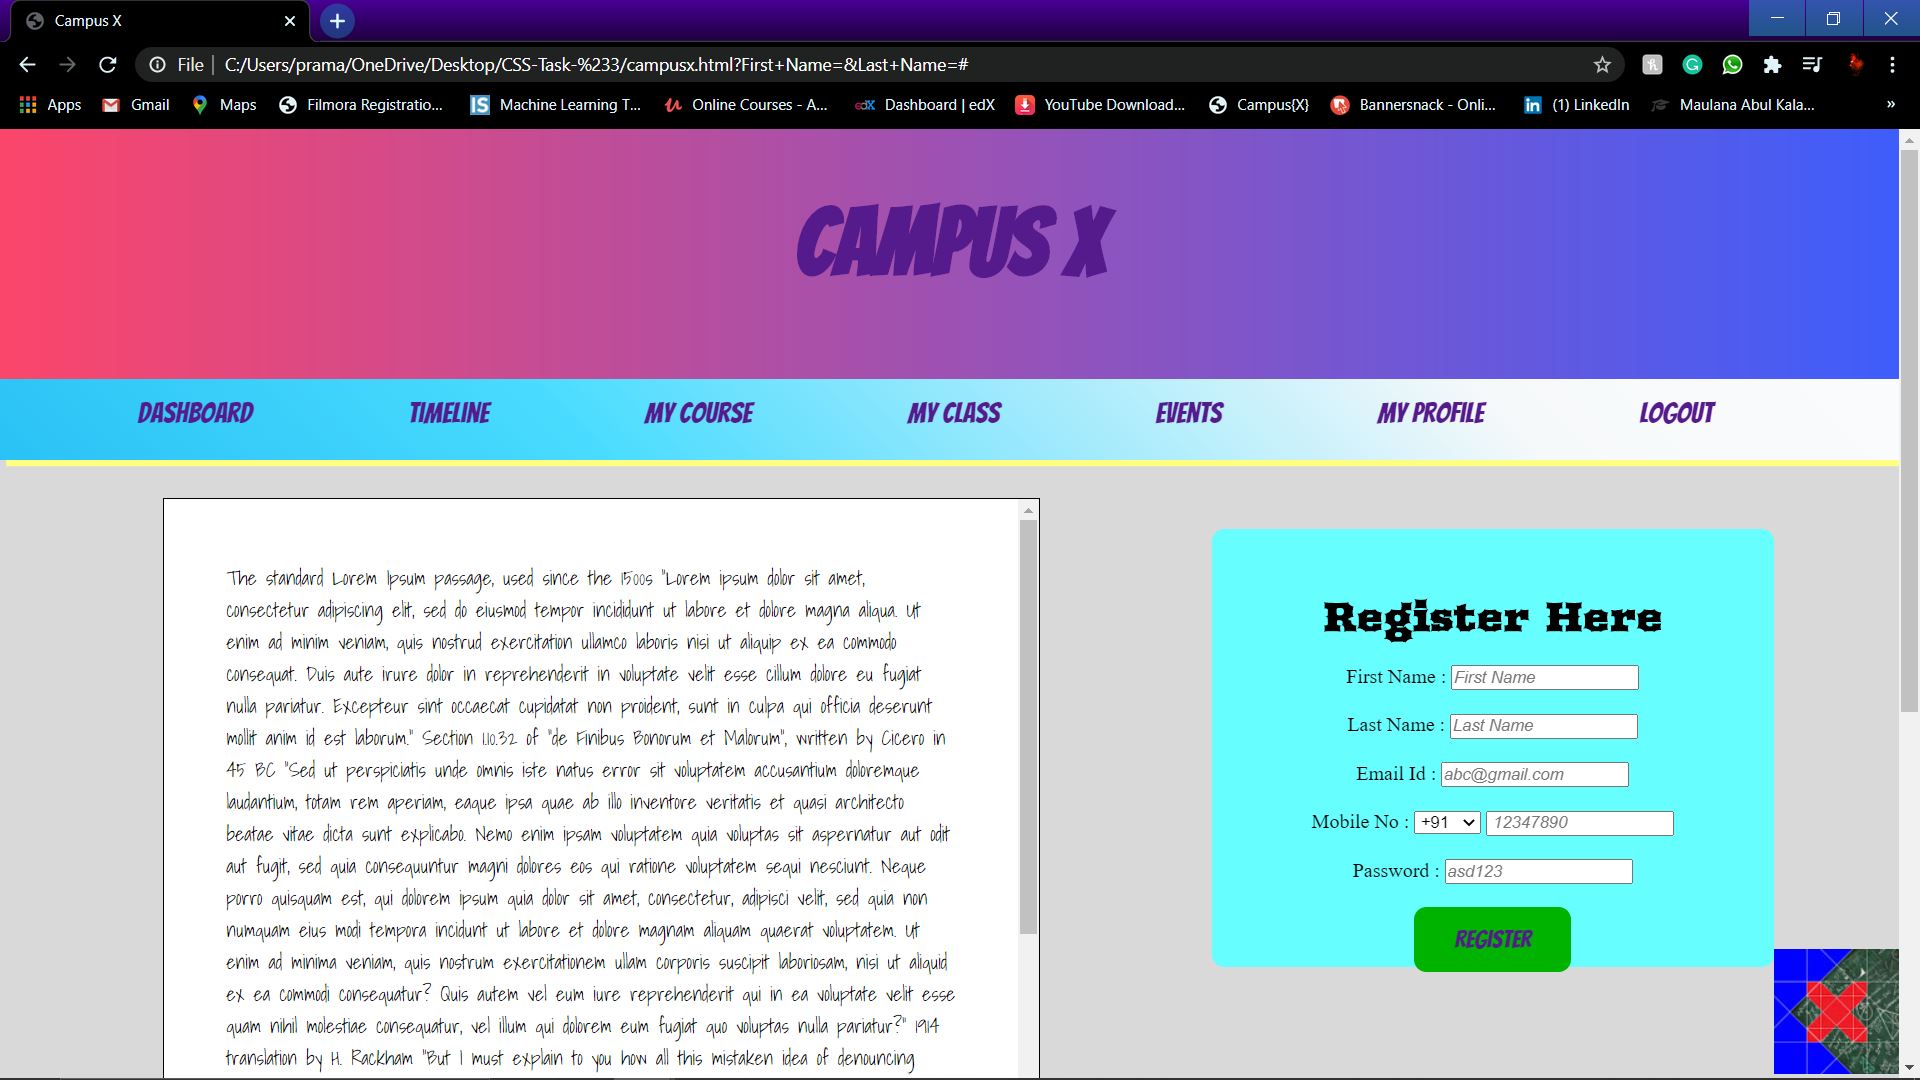 Campus X
File C:/Users/prama/OneDrive/Desktop/CSS-Task-%233/campusx.html?First+Name=&Last+Name=#
Apps Gmail Maps Filmora Registratio... Machine Learning T... Online Courses - A... Dashboard | edX YouTube Download... Campus{X} Bannersnack - Onli... (1) LinkedIn Maulana Abul Kala... »
CAMPUS X
DASHBOARD TIMELINE MY COURSE MY CLASS EVENTS MY PROFILE LOGOUT
The standard Lorem Ipsum passage, used since the 1500s "Lorem ipsum dolor sit amet,
consectetur adipiscing elit, sed do eiusmod tempor incididunt ut labore et dolore magna aliqua. Ut
enim ad minim veniam, quis nostrud exercitation ullamco laboris nisi ut aliquip ex ea commodo
consequat. Duis aute irure dolor in reprehenderit in voluptate velit esse cillum dolore eu fugiat
nulla pariatur. Excepteur sint occaecat cupidatat non proident, sunt in culpa qui officia deserunt
mollit anim id est laborum." Section 1.10.32 of "de Finibus Bonorum et Malorum", written by Cicero in
45 BC "Sed ut perspiciatis unde omnis iste natus error sit voluptatem accusantium doloremque
laudantium, totam rem aperiam, eaque ipsa quae ab illo inventore veritatis et quasi architecto
beatae vitae dicta sunt explicabo. Nemo enim ipsam voluptatem quia voluptas sit aspernatur aut odit
aut fugit, sed quia consequuntur magni dolores eos qui ratione voluptatem sequi nesciunt. Neque
porro quisquam est, qui dolorem ipsum quia dolor sit amet, consectetur, adipisci velit, sed quia non
numquam eius modi tempora incidunt ut labore et dolore magnam aliquam quaerat voluptatem. Ut
enim ad minima veniam, quis nostrum exercitationem ullam corporis suscipit laboriosam, nisi ut aliquid
ex ea commodi consequatur? Quis autem vel eum iure reprehenderit qui in ea voluptate velit esse
quam nihil molestiae consequatur, vel illum qui dolorem eum fugiat quo voluptas nulla pariatur?" 1914
translation by H. Rackham "But I must explain to you how all this mistaken idea of denouncing
Register Here
First Name : First Name
Last Name : Last Name
Email Id : abc@gmail.com
Mobile No : +91 12347890
Password : asd123
REGISTER